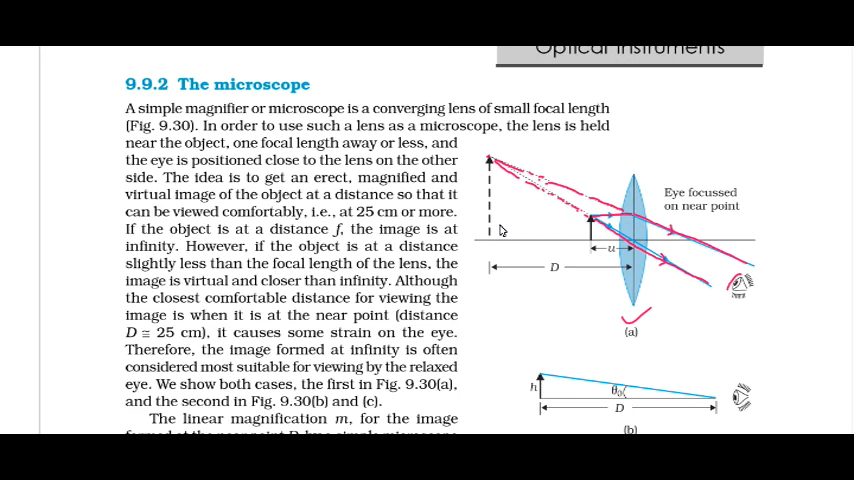 Optical Instruments
9.9.2 The microscope
A simple magnifier or microscope is a converging lens of small focal length
(Fig. 9.30). In order to use such a lens as a microscope, the lens is held
near the object, one focal length away or less, and
the eye is positioned close to the lens on the other
side. The idea is to get an erect, magnified and
virtual image of the object at a distance so that it
can be viewed comfortably, i.e., at 25 cm or more.
If the object is at a distance f, the image is at
infinity. However, if the object is at a distance
slightly less than the focal length of the lens, the
image is virtual and closer than infinity. Although
the closest comfortable distance for viewing the
image is when it is at the near point (distance
D ≅ 25 cm), it causes some strain on the eye.
Therefore, the image formed at infinity is often
considered most suitable for viewing by the relaxed
eye. We show both cases, the first in Fig. 9.30(a),
and the second in Fig. 9.30(b) and (c).
The linear magnification m, for the image
Eye focussed
on near point
u
D
(a)
h
θ₀
D
(b)